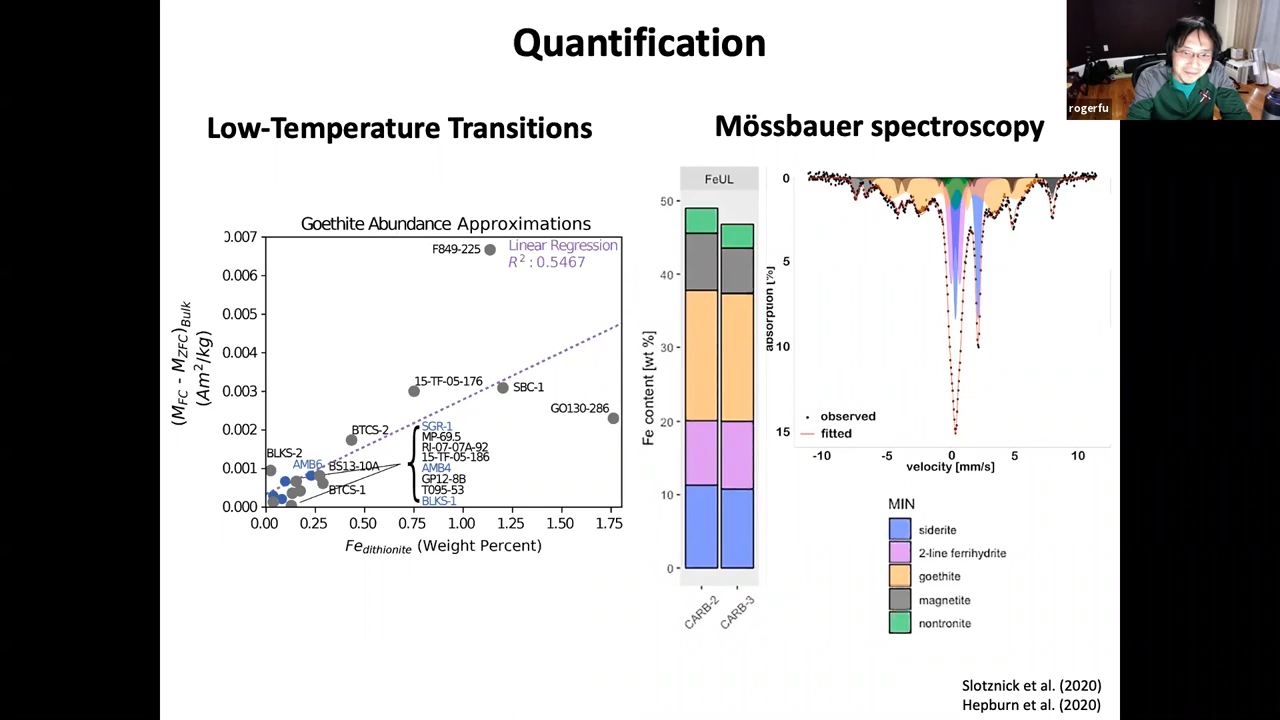 Quantification
rogerfu
Low-Temperature Transitions
Goethite Abundance Approximations
(M_FC - M_ZFC)_Bulk
(Am²/kg)
0.007
0.006
0.005
0.004
0.003
0.002
0.001
0.000
F849-225
Linear Regression
R² : 0.5467
15-TF-05-176
SBC-1
GO130-286
BTCS-2
BLKS-2
AMB6
BS13-10A
BTCS-1
SGR-1
MP-69.5
RI-07-07A-92
15-TF-05-186
AMB4
GP12-8B
T095-53
BLKS-1
0.00 0.25 0.50 0.75 1.00 1.25 1.50 1.75
Fe_dithionite (Weight Percent)
Mössbauer spectroscopy
FeUL
Fe content [wt %]
50
40
30
20
10
0
CARB-2
CARB-3
absorption [%]
0
5
10
15
observed
fitted
-10 -5 0 5 10
velocity [mm/s]
MIN
siderite
2-line ferrihydrite
goethite
magnetite
nontronite
Slotznick et al. (2020)
Hepburn et al. (2020)